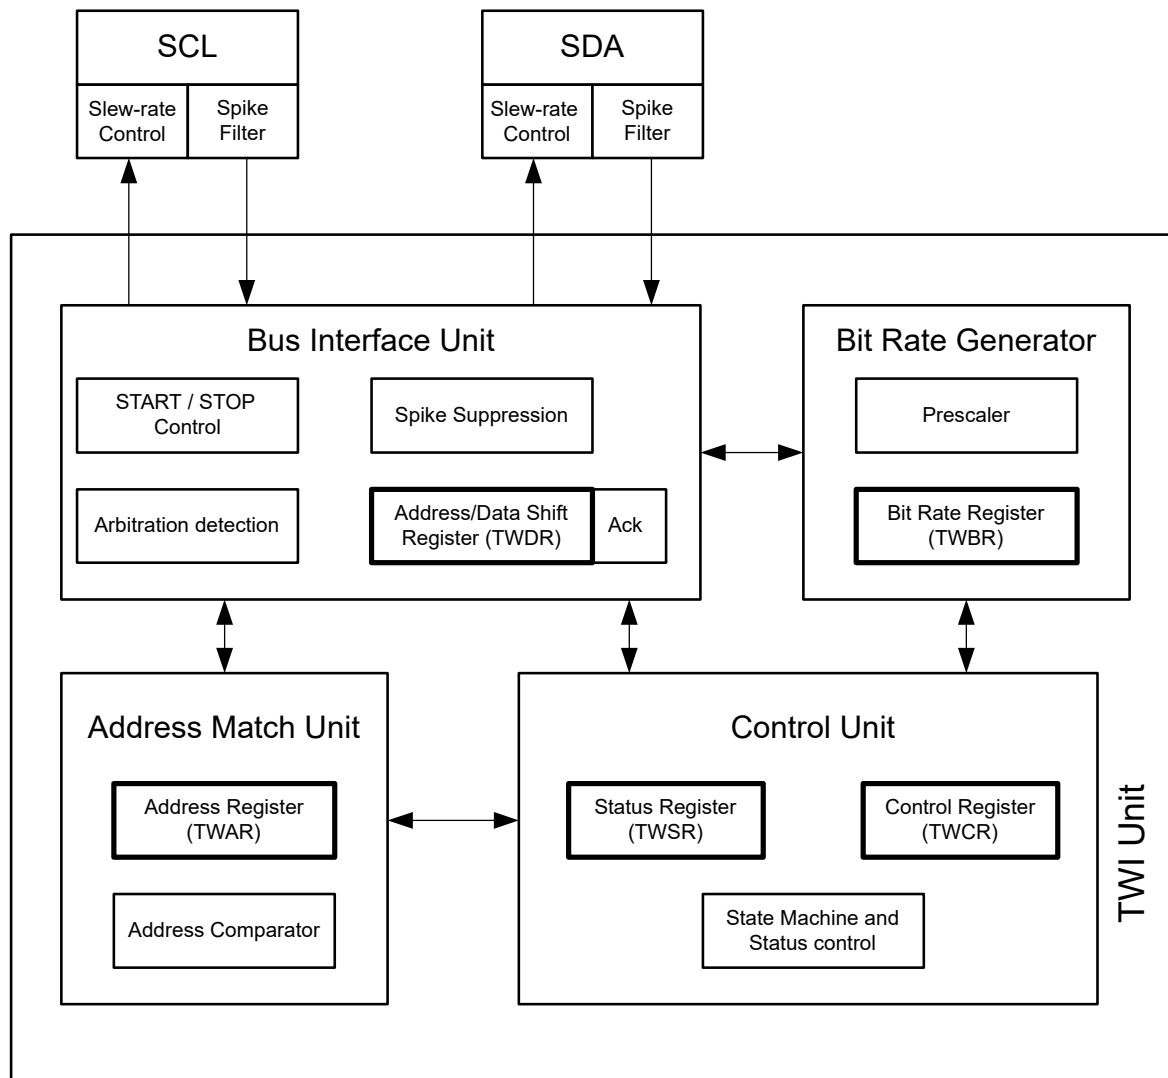 SCL
Slew-rate
Control
Spike
Filter
SDA
Slew-rate
Control
Spike
Filter
Bus Interface Unit
START / STOP
Control
Spike Suppression
Arbitration detection
Address/Data Shift
Register (TWDR)
Ack
Bit Rate Generator
Prescaler
Bit Rate Register
(TWBR)
Address Match Unit
Address Register
(TWAR)
Address Comparator
Control Unit
Status Register
(TWSR)
Control Register
(TWCR)
State Machine and
Status control
TWI Unit